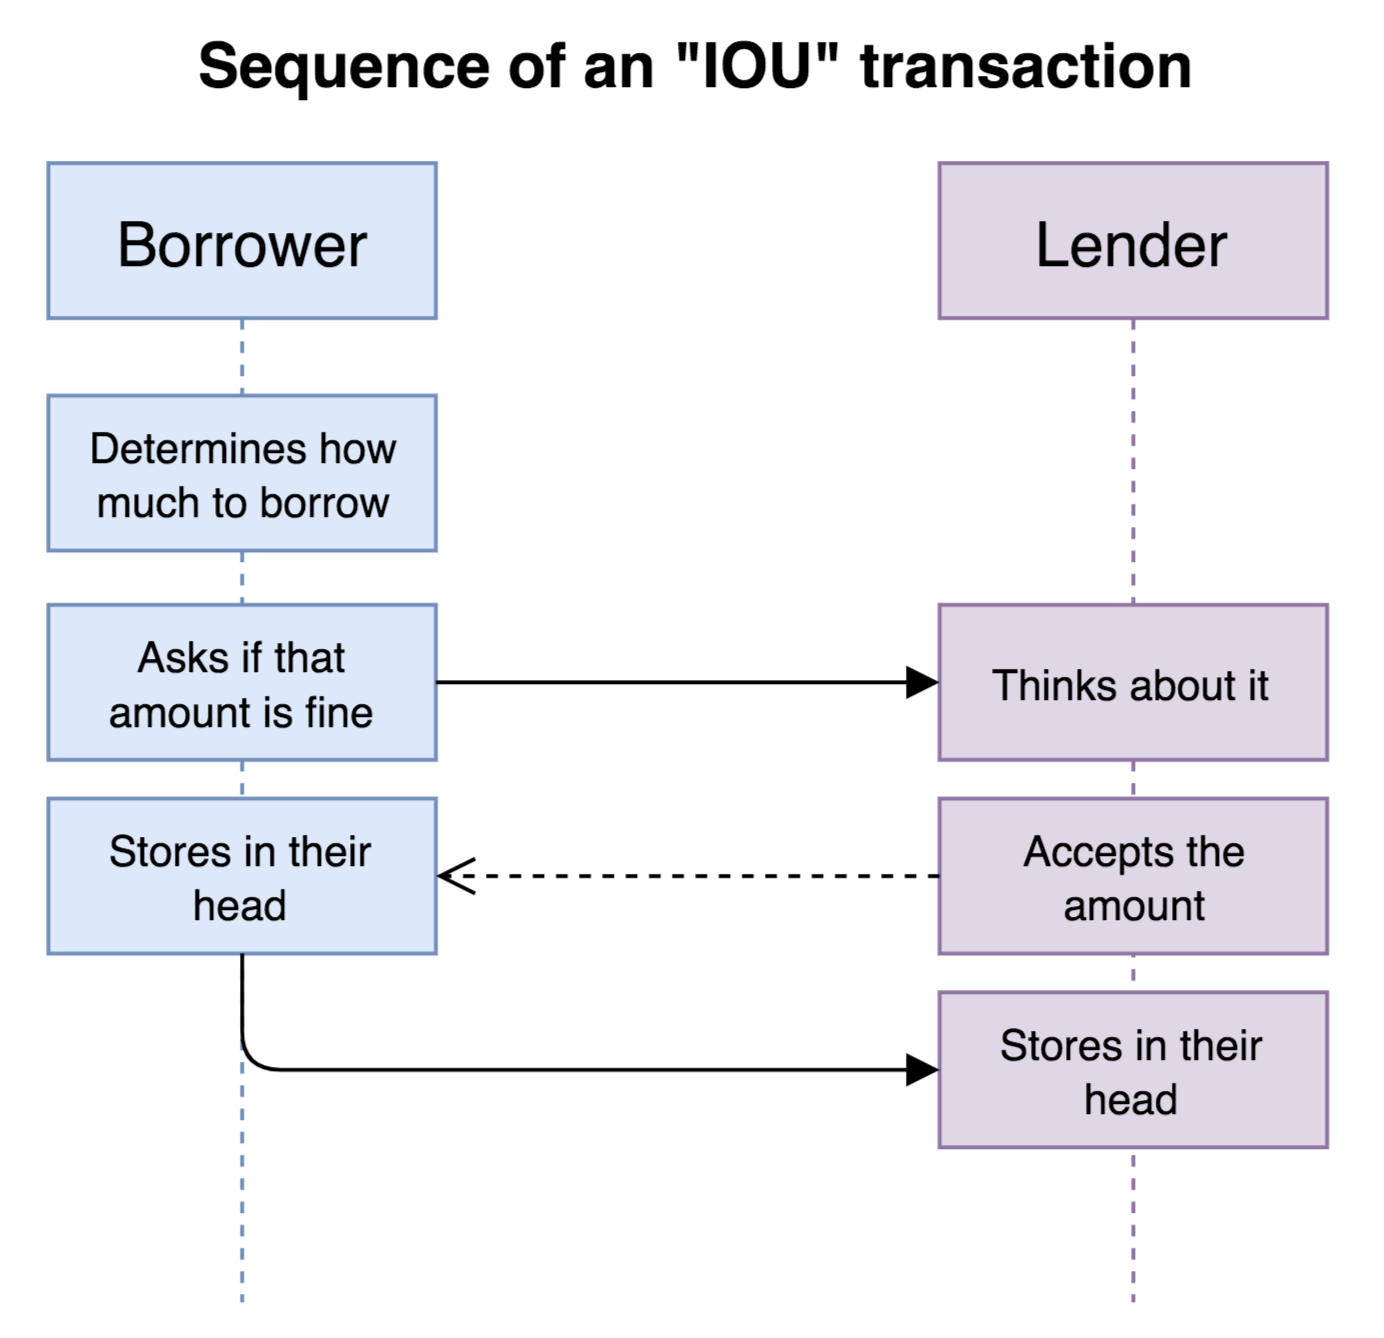 Sequence of an "IOU" transaction
Borrower
Lender
Determines how
much to borrow
Asks if that
amount is fine
Thinks about it
Stores in their
head
Accepts the
amount
Stores in their
head